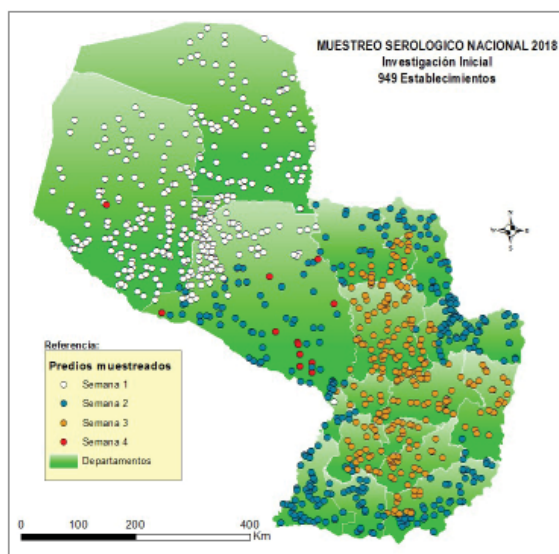 MUESTREO SEROLOGICO NACIONAL 2018
Investigación Inicial
949 Establecimientos
N
S
Referencia:
Predios muestreados
Semana 1
Semana 2
Semana 3
Semana 4
Departamentos
0 100 200 400
Km